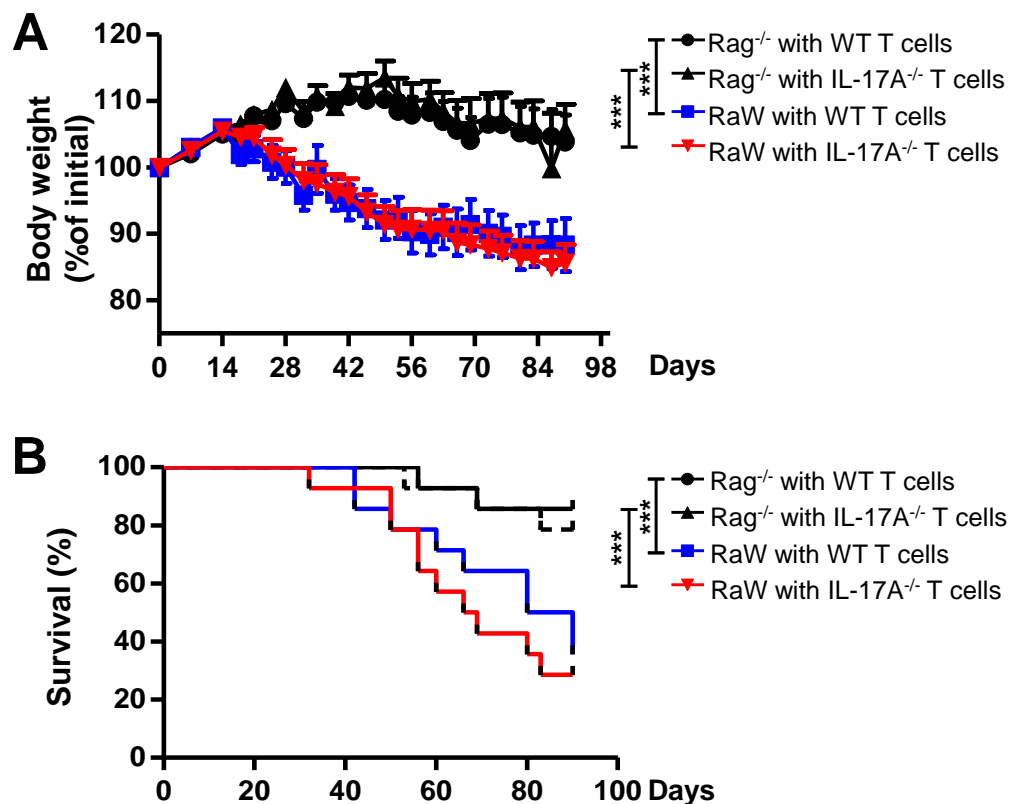 A
120
110
100
90
80
Body weight
(%of initial)
0 14 28 42 56 70 84 98 Days
Rag-/- with WT T cells
Rag-/- with IL-17A-/- T cells
RaW with WT T cells
RaW with IL-17A-/- T cells
***
***
B
100
80
60
40
20
0
Survival (%)
0 20 40 60 80 100 Days
Rag-/- with WT T cells
Rag-/- with IL-17A-/- T cells
RaW with WT T cells
RaW with IL-17A-/- T cells
***
***